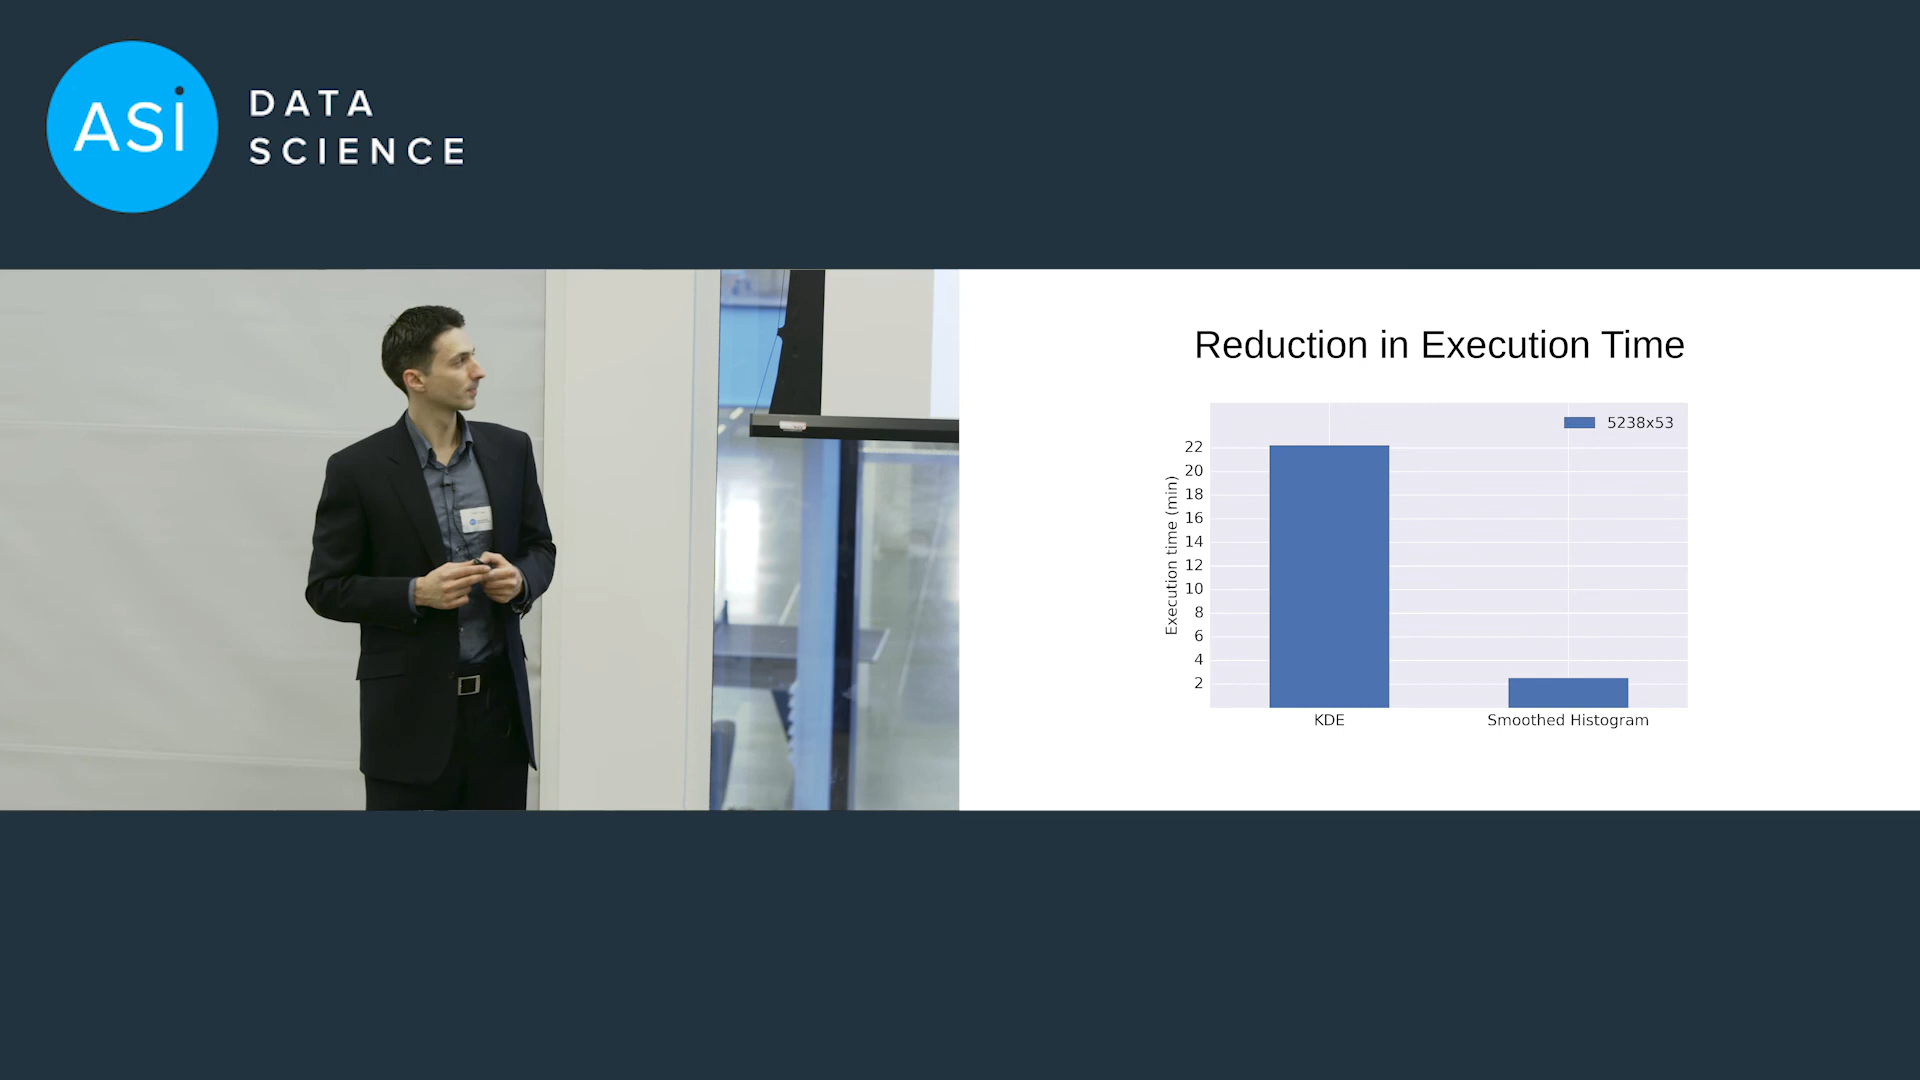 ASI
DATA
SCIENCE
Reduction in Execution Time
5238x53
22
20
18
16
14
12
10
8
6
4
2
Execution time (min)
KDE
Smoothed Histogram